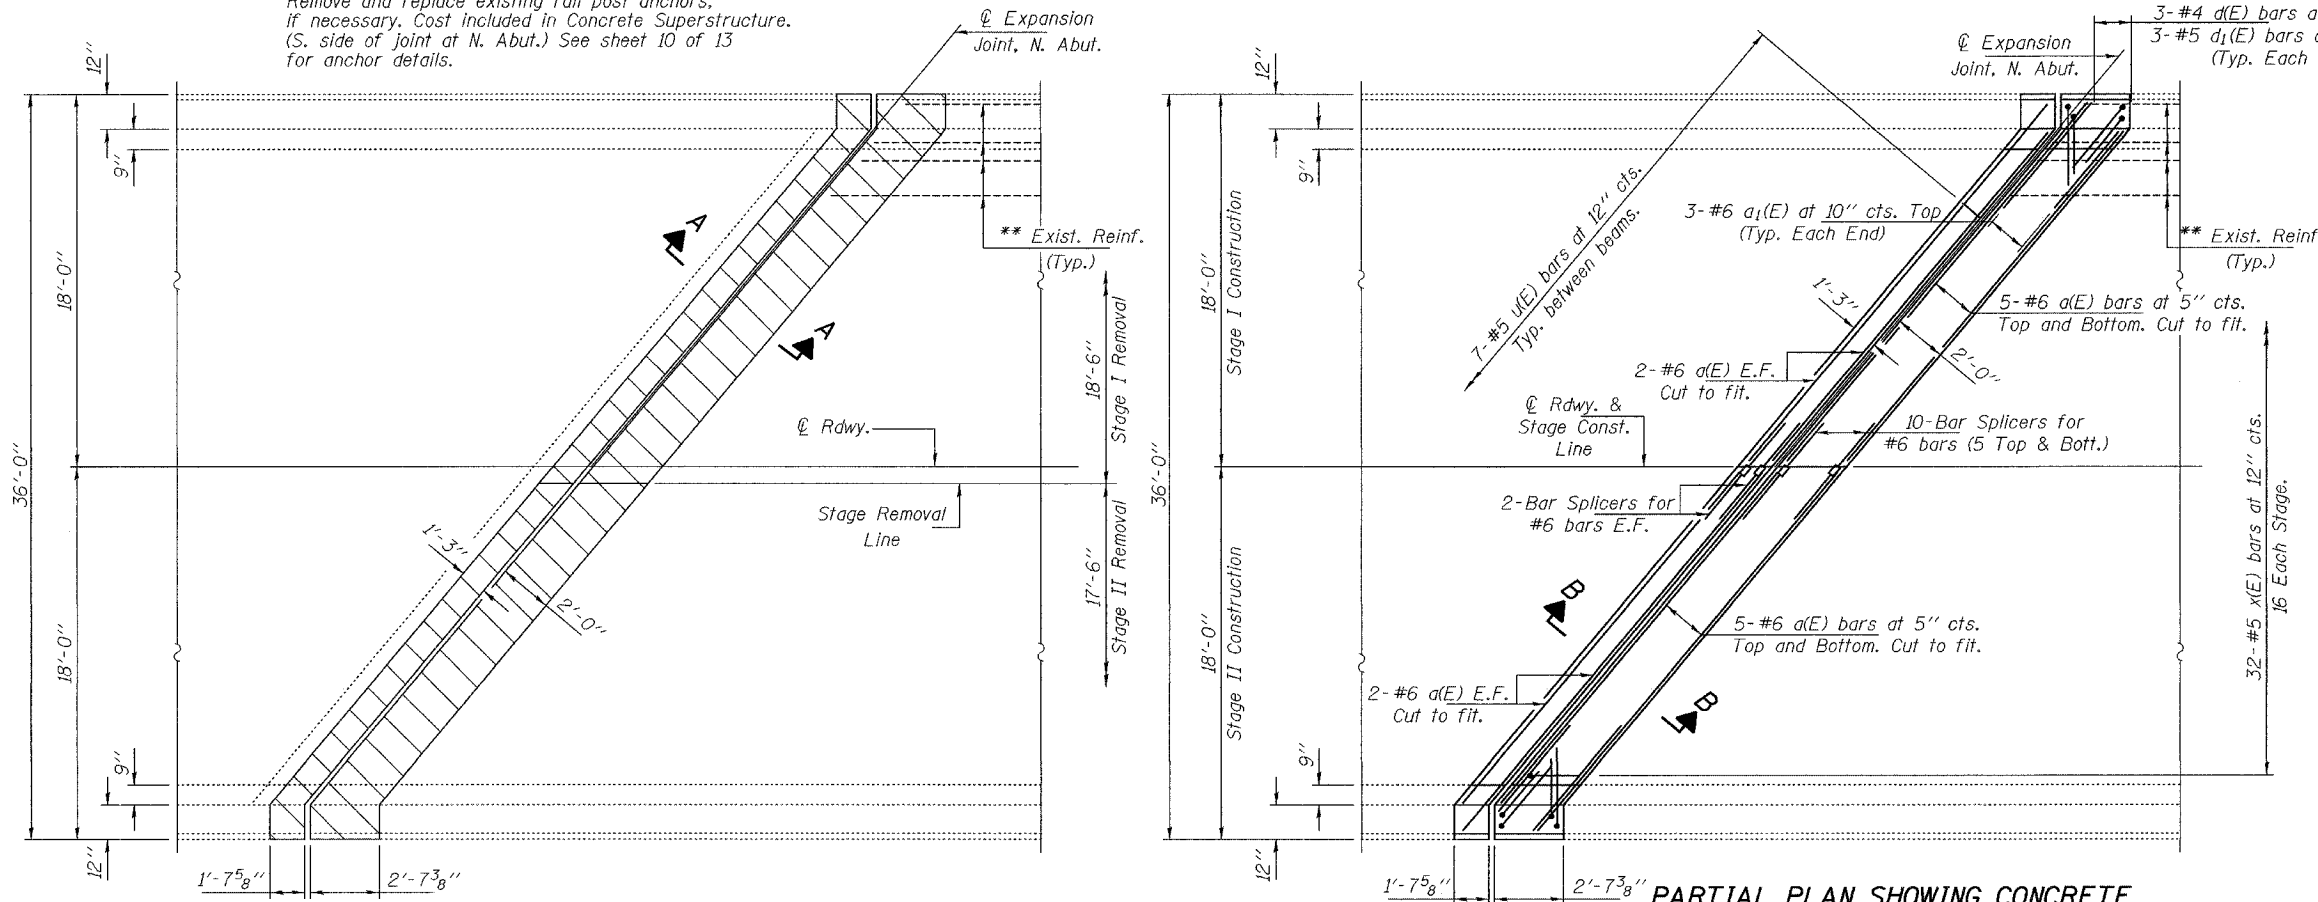 Remove and replace existing rail post anchors,
if necessary. Cost included in Concrete Superstructure.
(S. side of joint at N. Abut.) See sheet 10 of 13
for anchor details.
℄ Expansion
Joint, N. Abut.
12"
9"
18'-0"
36'-0"
18'-0"
9"
12"
A
A
** Exist. Reinf.
(Typ.)
18'-6"
Stage I Removal
℄ Rdwy.
Stage Removal
Line
17'-6"
Stage II Removal
1'-3"
2'-0"
1'-7 5/8"
2'-7 3/8"
3-#4 d(E) bars
3-#5 d1(E) bars
(Typ. Each
℄ Expansion
Joint, N. Abut.
12"
9"
18'-0"
Stage I Construction
36'-0"
18'-0"
Stage II Construction
9"
12"
7-#5 u(E) bars at 12" cts.
Typ. between beams.
3-#6 a1(E) at 10" cts. Top
(Typ. Each End)
** Exist. Reinf
(Typ.)
1'-3"
5-#6 a(E) bars at 5" cts.
Top and Bottom. Cut to fit.
2'-0"
2-#6 a(E) E.F.
Cut to fit.
℄ Rdwy. &
Stage Const.
Line
10-Bar Splicers for
#6 bars (5 Top & Bott.)
2-Bar Splicers for
#6 bars E.F.
32-#5 x(E) bars at 12" cts.
16 Each Stage.
B
B
5-#6 a(E) bars at 5" cts.
Top and Bottom. Cut to fit.
2-#6 a(E) E.F.
Cut to fit.
1'-7 5/8"
2'-7 3/8"
PARTIAL PLAN SHOWING CONCRETE